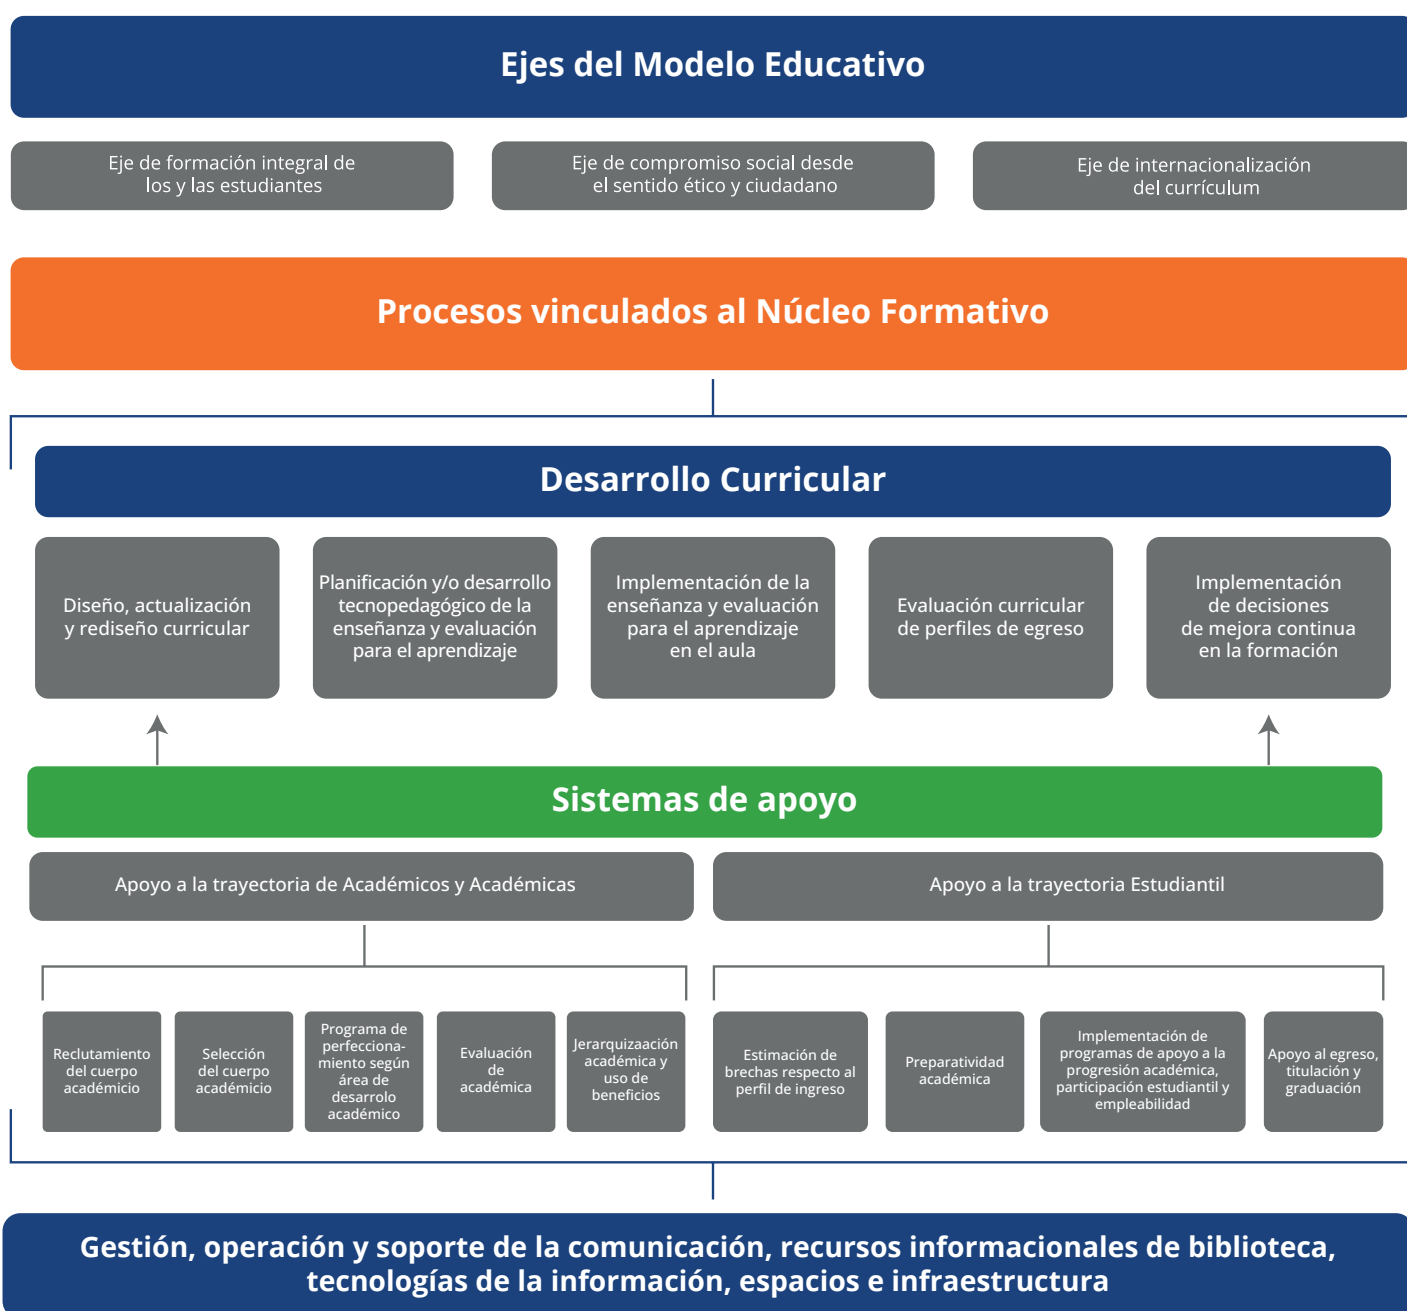 Ejes del Modelo Educativo
Eje de formación integral de
los y las estudiantes
Eje de compromiso social desde
el sentido ético y ciudadano
Eje de internacionalización
del currículum
Procesos vinculados al Núcleo Formativo
Desarrollo Curricular
Diseño, actualización
y rediseño curricular
Planificación y/o desarrollo
tecnopedagógico de la
enseñanza y evaluación
para el aprendizaje
Implementación de la
enseñanza y evaluación
para el aprendizaje
en el aula
Evaluación curricular
de perfiles de egreso
Implementación
de decisiones
de mejora continua
en la formación
Sistemas de apoyo
Apoyo a la trayectoria de Académicos y Académicas
Apoyo a la trayectoria Estudiantil
Reclutamiento
del cuerpo
académicio
Selección
del cuerpo
académicio
Programa de
perfecciona-
miento según
área de
desarrolo
académico
Evaluación
de
académica
Jerarquizaación
académica y
uso de
beneficios
Estimación de
brechas respecto al
perfil de ingreso
Preparatividad
académica
Implementación de
programas de apoyo a la
progresión académica,
participación estudiantil y
empleabilidad
Apoyo al egreso,
titulación y
graduación
Gestión, operación y soporte de la comunicación, recursos informacionales de biblioteca,
tecnologías de la información, espacios e infraestructura